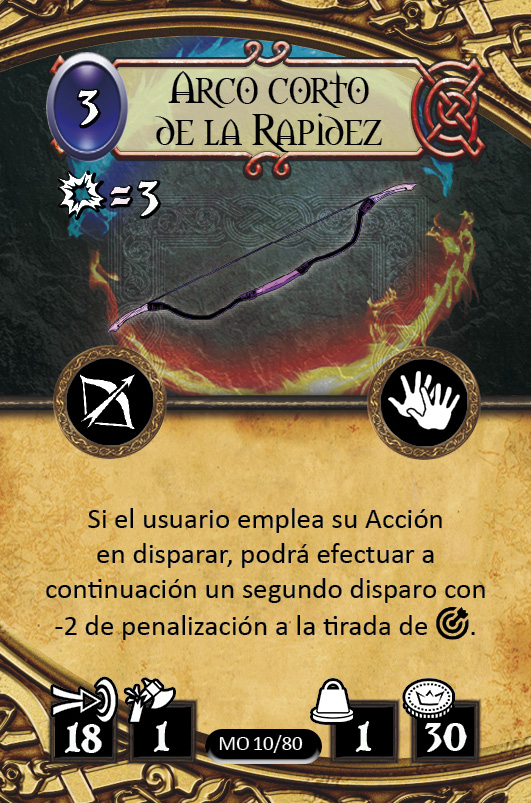 3
Arco corto
de la Rapidez
=3
Si el usuario emplea su Acción
en disparar, podrá efectuar a
continuación un segundo disparo con
-2 de penalización a la tirada de .
18
1
MO 10/80
1
30